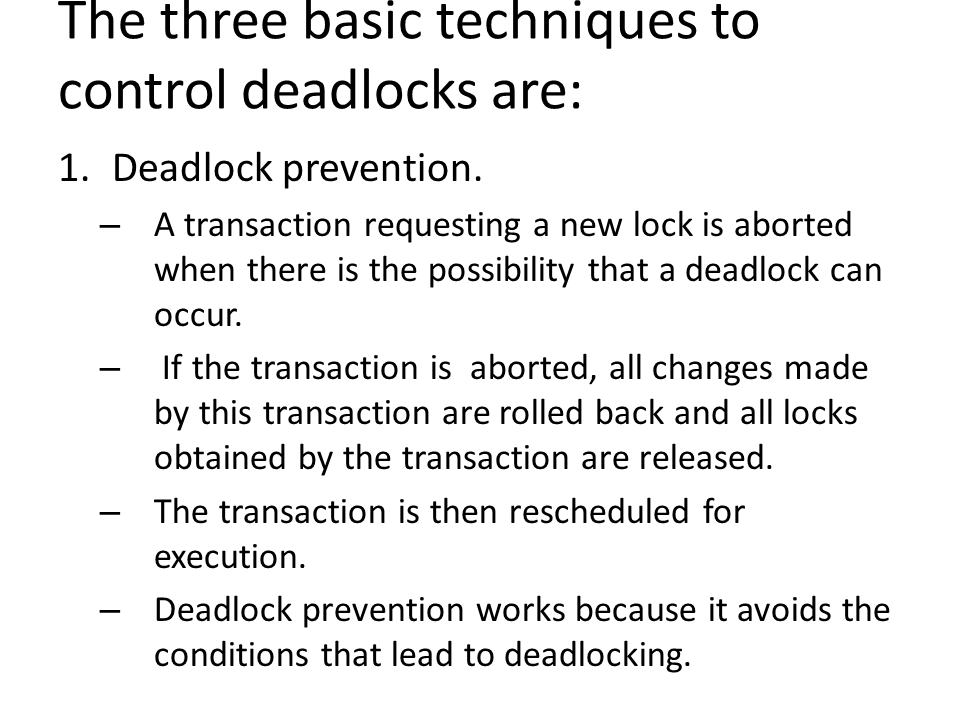 The three basic techniques to
control deadlocks are:
1. Deadlock prevention.
– A transaction requesting a new lock is aborted
when there is the possibility that a deadlock can
occur.
– If the transaction is aborted, all changes made
by this transaction are rolled back and all locks
obtained by the transaction are released.
– The transaction is then rescheduled for
execution.
– Deadlock prevention works because it avoids the
conditions that lead to deadlocking.